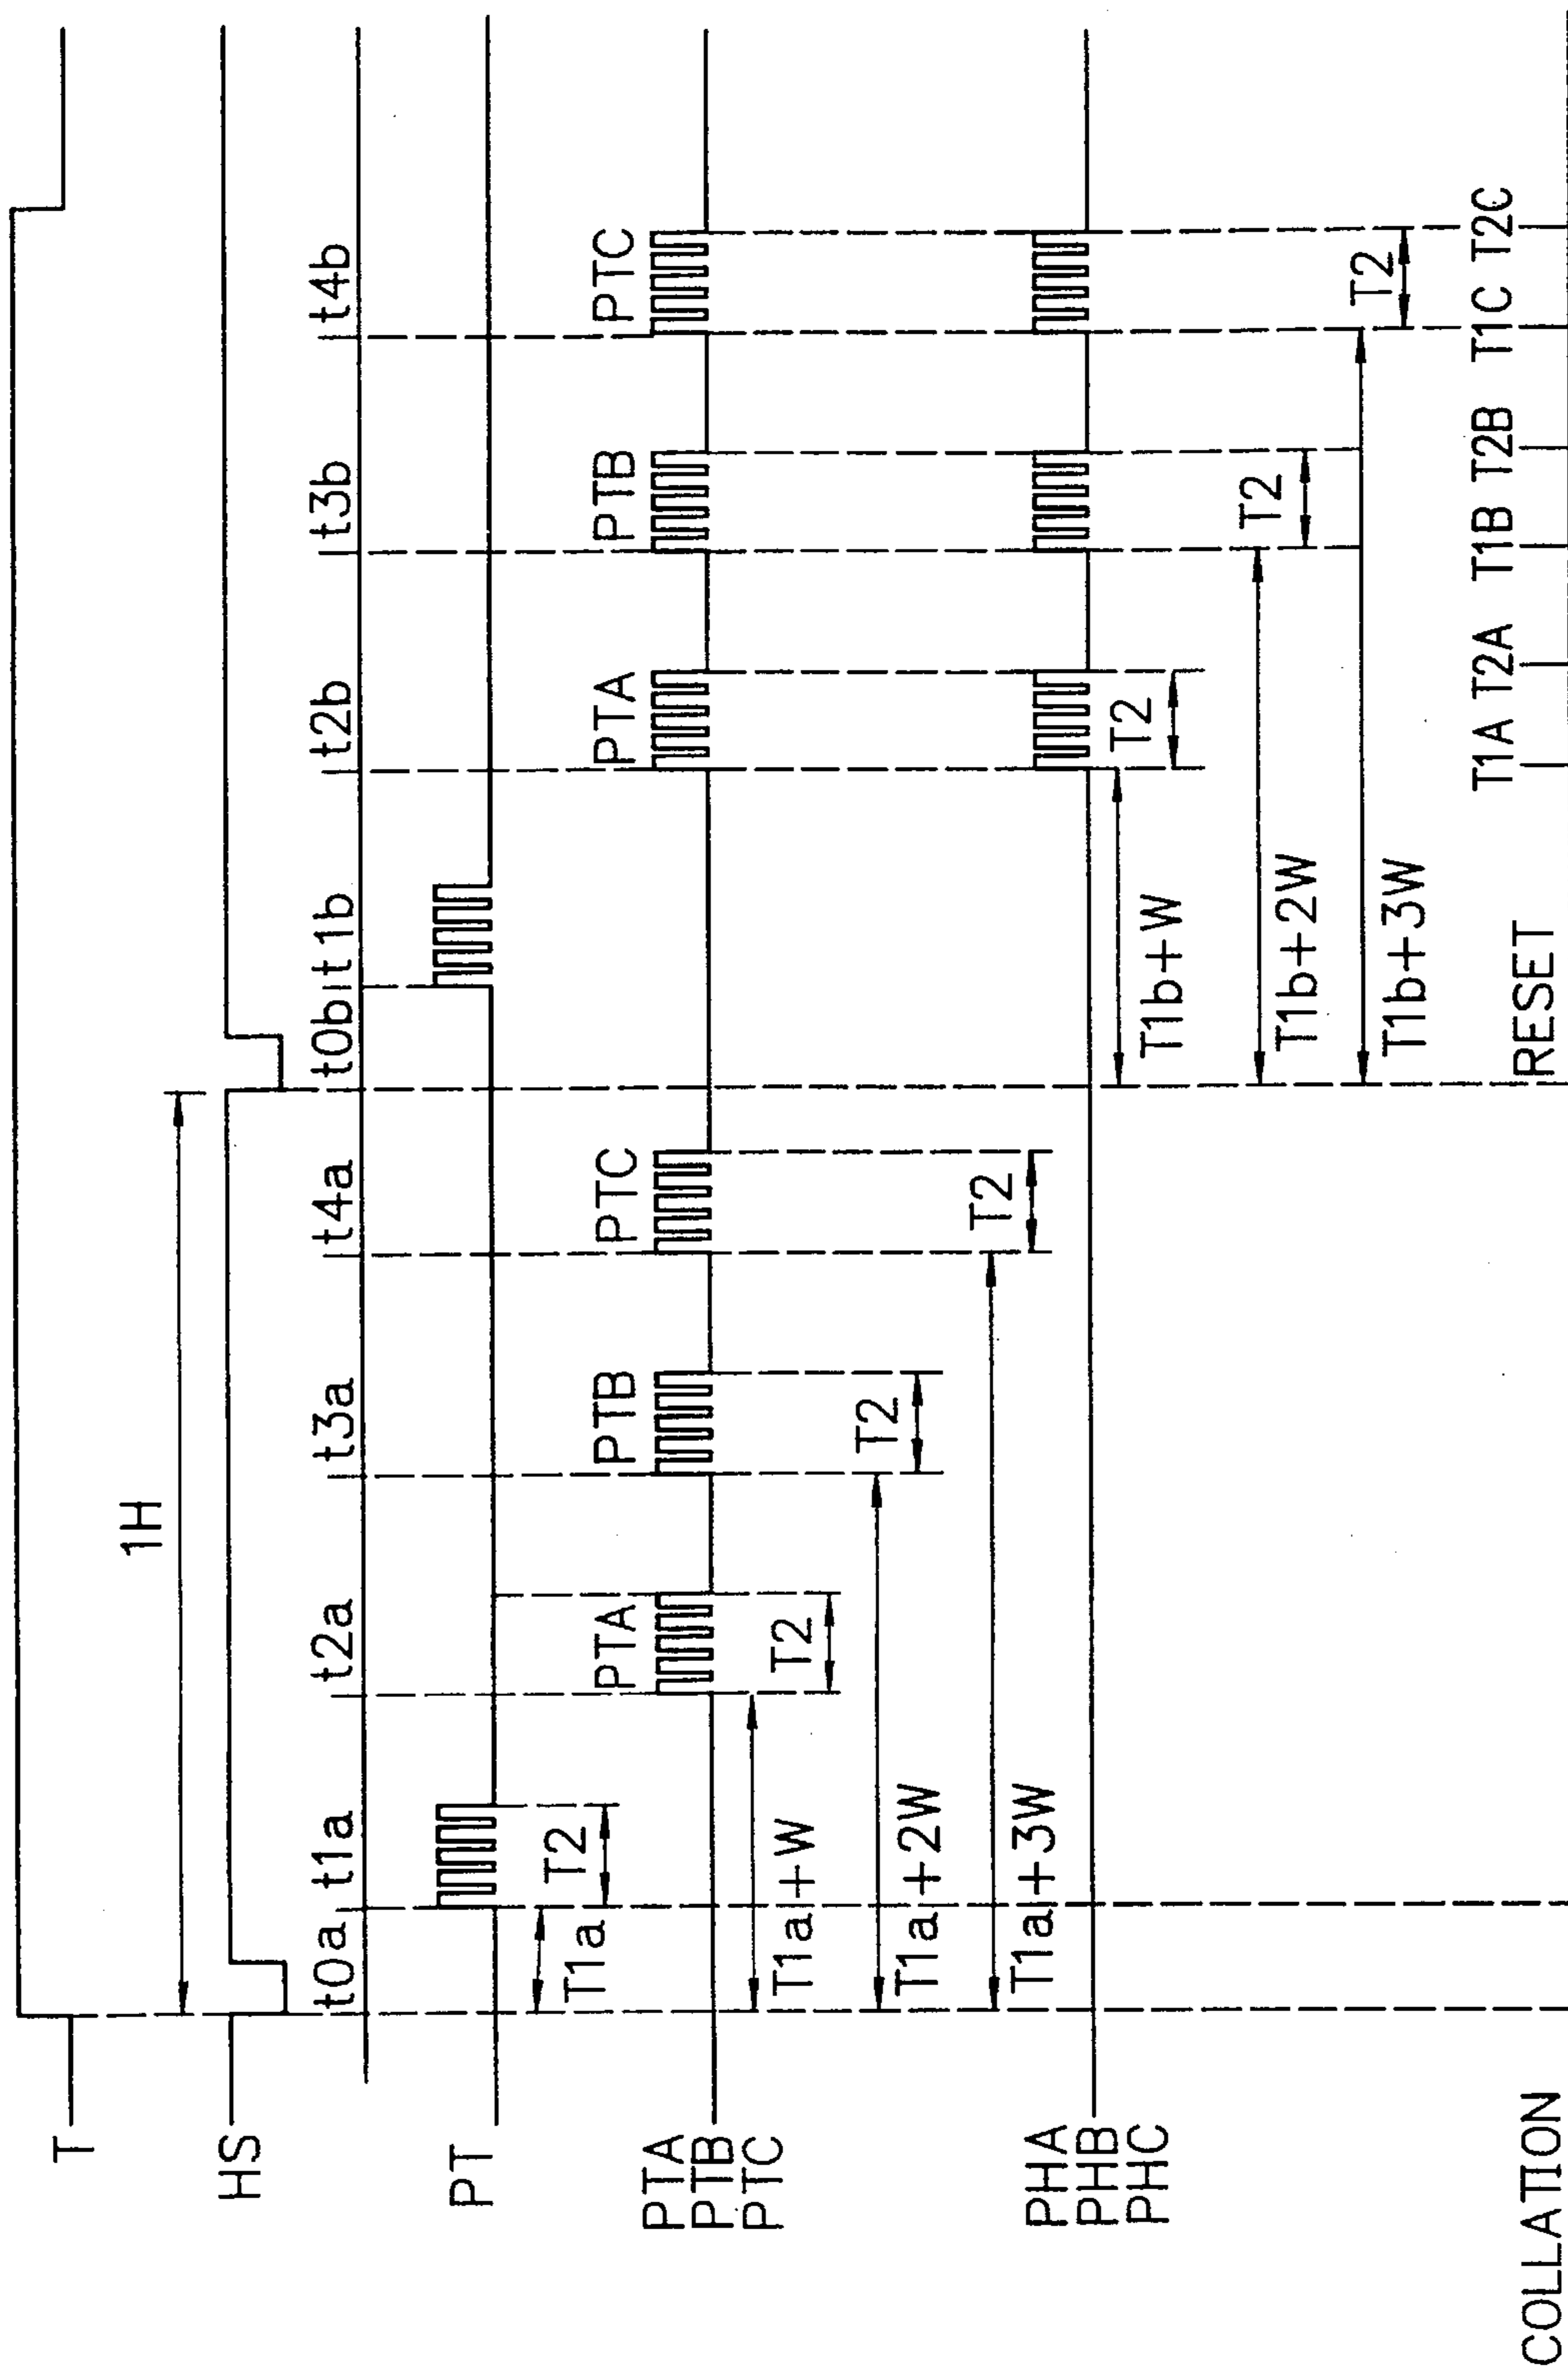 T
HS
1H
t0a t1a t2a t3a t4a t0b t1b t2b t3b t4b
PT
T1a
T2
PTA
PTB
PTC
PTA PTB PTC PTA PTB PTC
T1a+W
T2
T1a+2W
T2
T1a+3W
T2
PHA
PHB
PHC
T1b+W
T2
T1b+2W
T2
T1b+3W
T2
COLLATION
RESET
T1A T2A T1B T2B T1C T2C